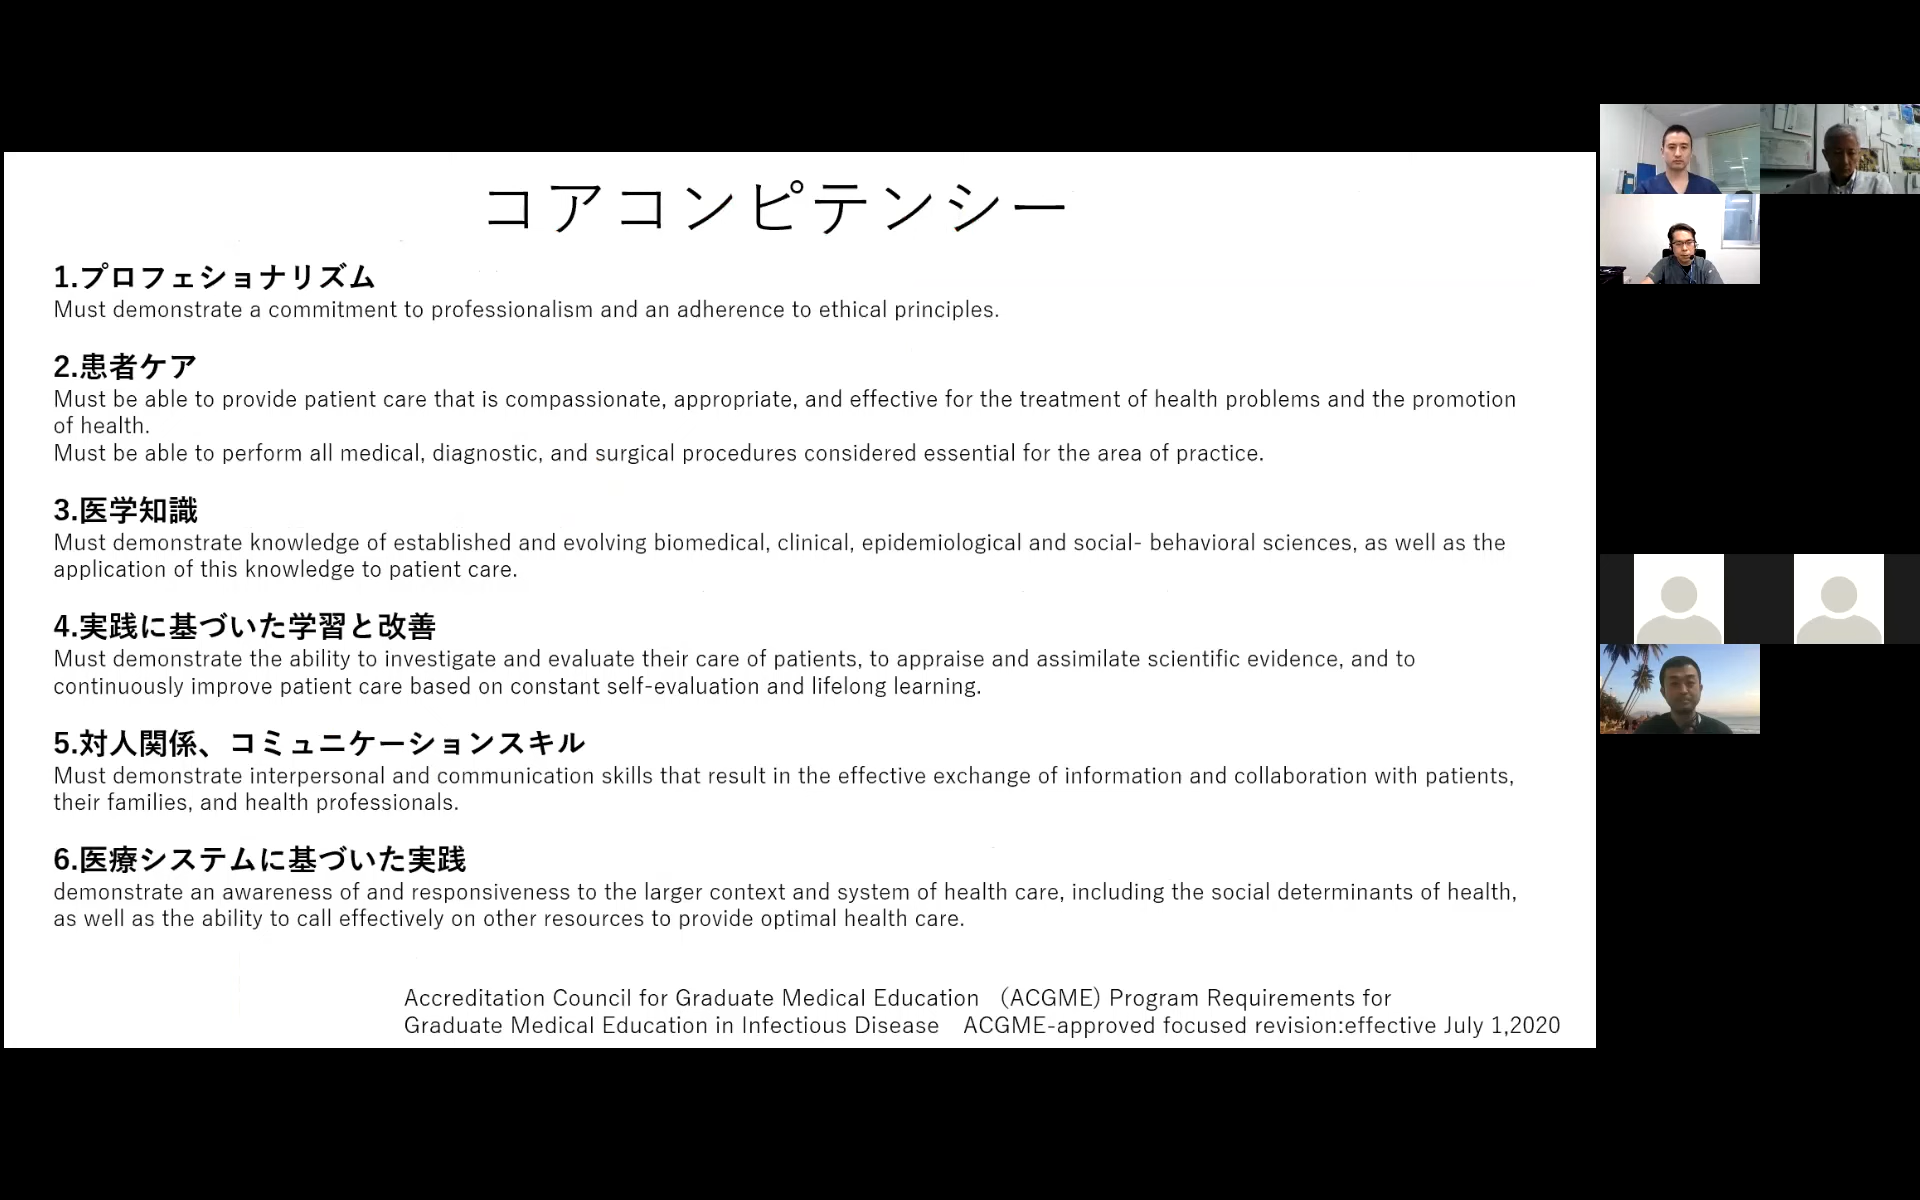 コアコンピテンシー
1.プロフェショナリズム
Must demonstrate a commitment to professionalism and an adherence to ethical principles.
2.患者ケア
Must be able to provide patient care that is compassionate, appropriate, and effective for the treatment of health problems and the promotion
of health.
Must be able to perform all medical, diagnostic, and surgical procedures considered essential for the area of practice.
3.医学知識
Must demonstrate knowledge of established and evolving biomedical, clinical, epidemiological and social- behavioral sciences, as well as the
application of this knowledge to patient care.
4.実践に基づいた学習と改善
Must demonstrate the ability to investigate and evaluate their care of patients, to appraise and assimilate scientific evidence, and to
continuously improve patient care based on constant self-evaluation and lifelong learning.
5.対人関係、コミュニケーションスキル
Must demonstrate interpersonal and communication skills that result in the effective exchange of information and collaboration with patients,
their families, and health professionals.
6.医療システムに基づいた実践
demonstrate an awareness of and responsiveness to the larger context and system of health care, including the social determinants of health,
as well as the ability to call effectively on other resources to provide optimal health care.
Accreditation Council for Graduate Medical Education （ACGME) Program Requirements for
Graduate Medical Education in Infectious Disease　ACGME-approved focused revision:effective July 1,2020